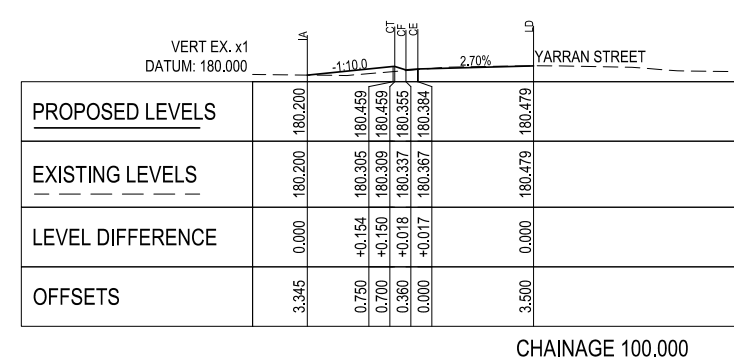 IA CT CF CE LD
VERT EX. x1
DATUM: 180.000
-1:10.0 2.70% YARRAN STREET
PROPOSED LEVELS 180.200 180.459 180.459 180.355 180.384 180.479
EXISTING LEVELS 180.200 180.305 180.309 180.337 180.367 180.479
LEVEL DIFFERENCE 0.000 +0.154 +0.150 +0.018 +0.017 0.000
OFFSETS 3.345 0.750 0.700 0.360 0.000 3.500
CHAINAGE 100.000